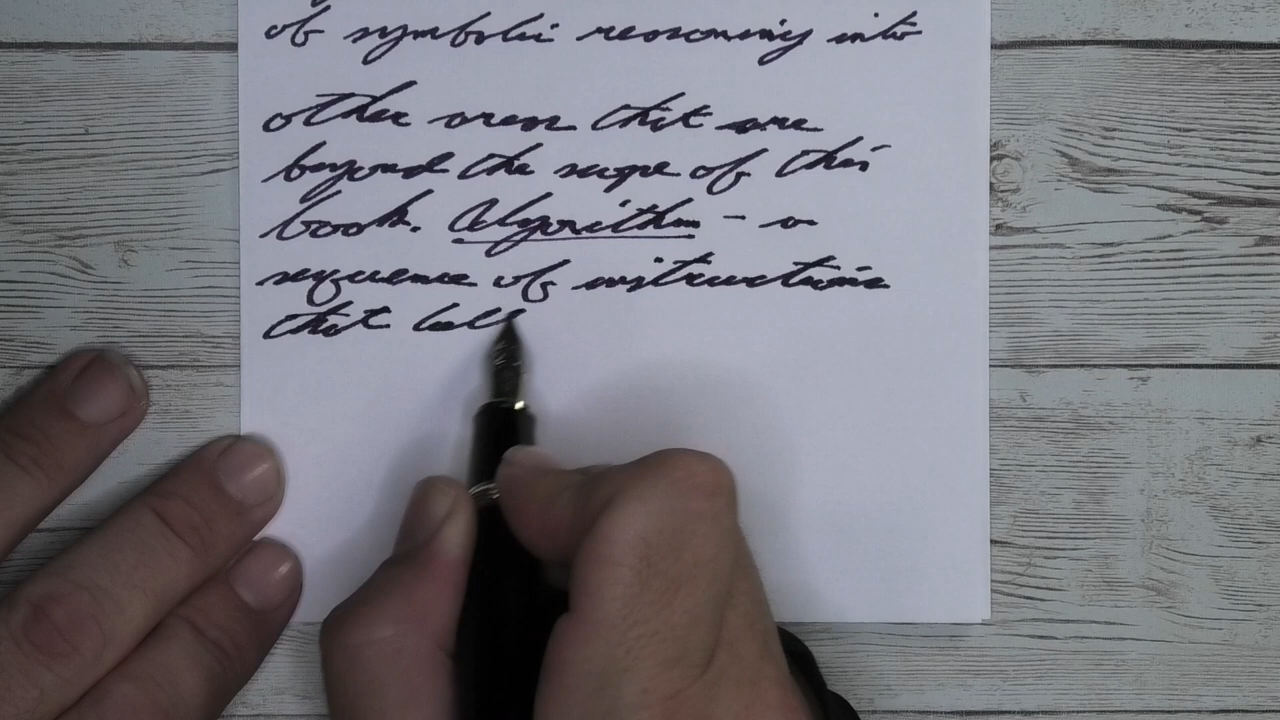 of symbolic reasoning into
other areas that are
beyond the scope of this
book. Algorithm - a
sequence of instructions
that tell